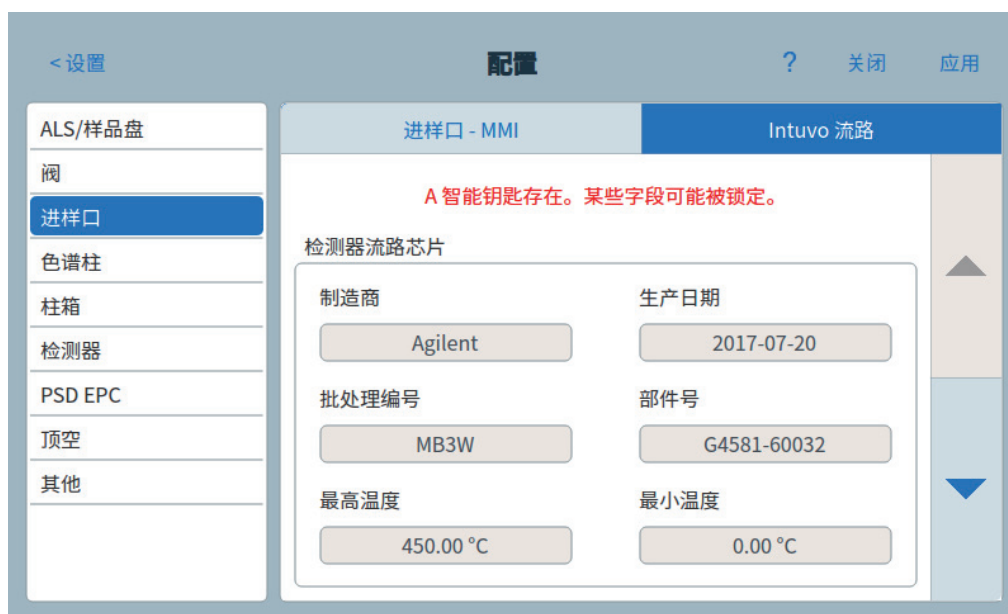 <设置
配置
?
关闭
应用
ALS/样品盘
阀
进样口
色谱柱
柱箱
检测器
PSD EPC
顶空
其他
进样口 - MMI
Intuvo 流路
A 智能钥匙存在。某些字段可能被锁定。
检测器流路芯片
制造商
生产日期
Agilent
2017-07-20
批处理编号
部件号
MB3W
G4581-60032
最高温度
最小温度
450.00 °C
0.00 °C